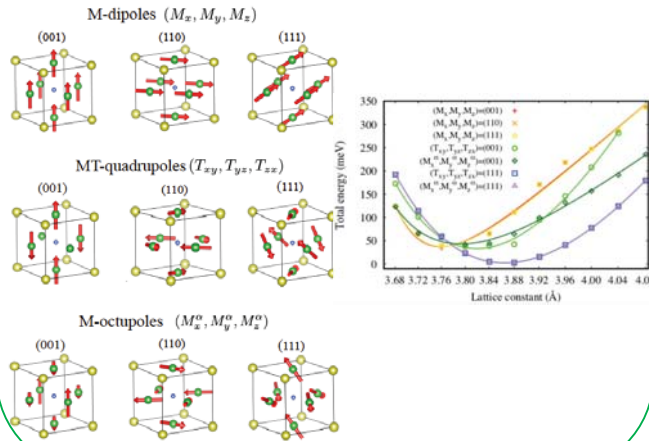 M-dipoles (Mx, My, Mz)
(001) (110) (111)
MT-quadrupoles (Txy, Tyz, Tzx)
(001) (110) (111)
M-octupoles (Mxα, Myα, Mzα)
(001) (110) (111)
350
300
250
200
150
100
50
0
Total energy (meV)
(Mx,My,Mz)=(001)
(Mx,My,Mz)=(110)
(Mx,My,Mz)=(111)
(Txy,Tyz,Tzx)=(001)
(Mxα,Myα,Mzα)=(001)
(Txy,Tyz,Tzx)=(111)
(Mxα,Myα,Mzα)=(111)
3.68 3.72 3.76 3.80 3.84 3.88 3.92 3.96 4.00 4.04
Lattice constant (Å)